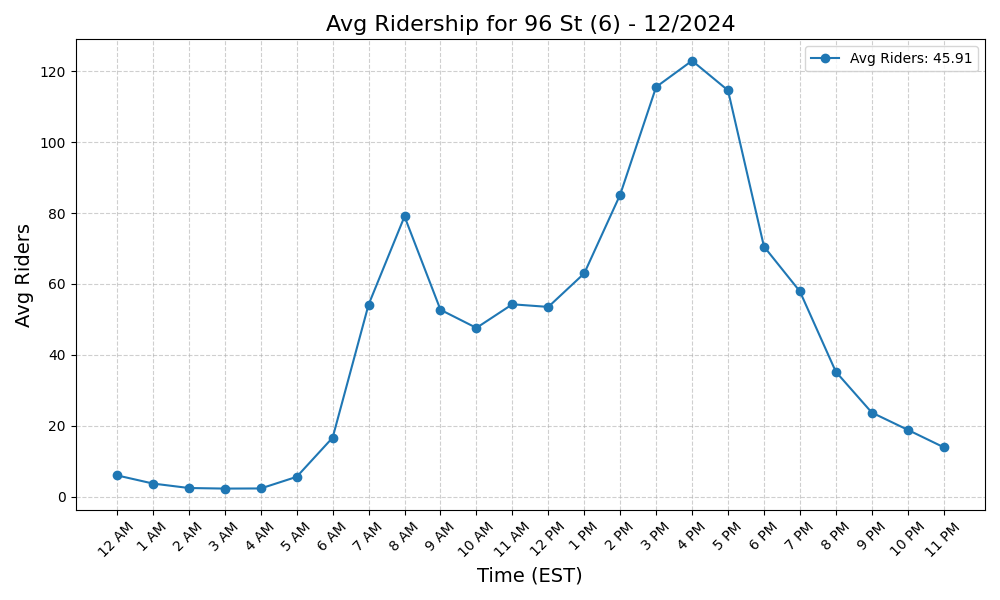 Avg Ridership for 96 St (6) - 12/2024
Avg Riders: 45.91
Avg Riders
120
100
80
60
40
20
0
12 AM
1 AM
2 AM
3 AM
4 AM
5 AM
6 AM
7 AM
8 AM
9 AM
10 AM
11 AM
12 PM
1 PM
2 PM
3 PM
4 PM
5 PM
6 PM
7 PM
8 PM
9 PM
10 PM
11 PM
Time (EST)